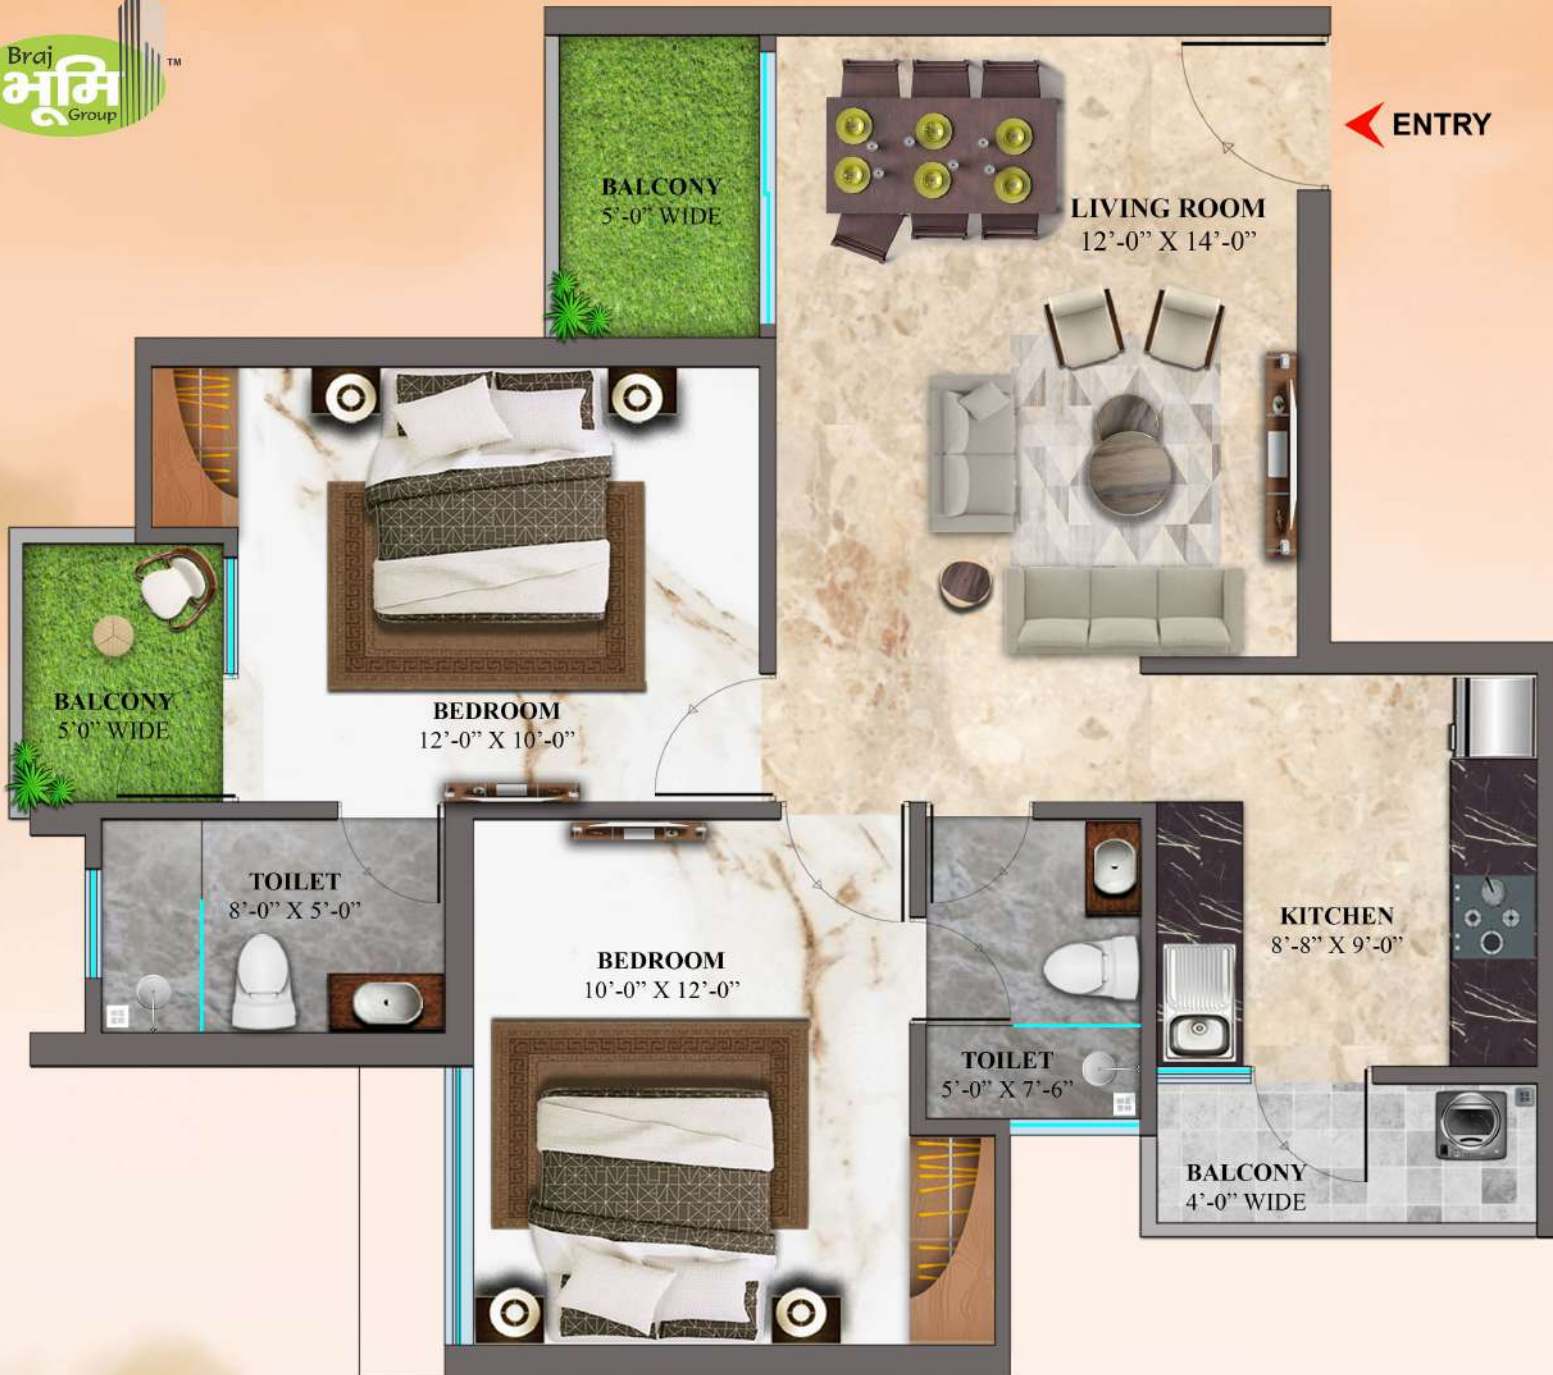 Braj
भूमि
Group
TM
ENTRY
BALCONY
5'-0" WIDE
LIVING ROOM
12'-0" X 14'-0"
BALCONY
5'0" WIDE
BEDROOM
12'-0" X 10'-0"
TOILET
8'-0" X 5'-0"
BEDROOM
10'-0" X 12'-0"
KITCHEN
8'-8" X 9'-0"
TOILET
5'-0" X 7'-6"
BALCONY
4'-0" WIDE